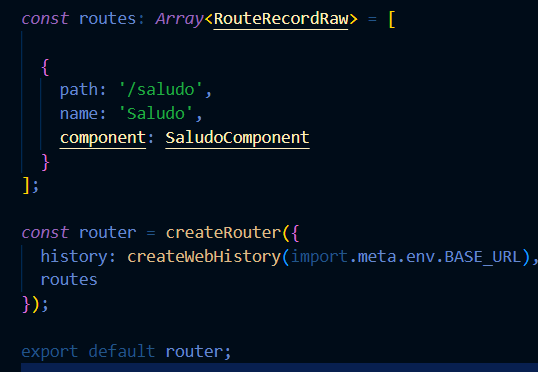 const routes: Array<RouteRecordRaw> = [
{
path: '/saludo',
name: 'Saludo',
component: SaludoComponent
}
];
const router = createRouter({
history: createWebHistory(import.meta.env.BASE_URL),
routes
});
export default router;